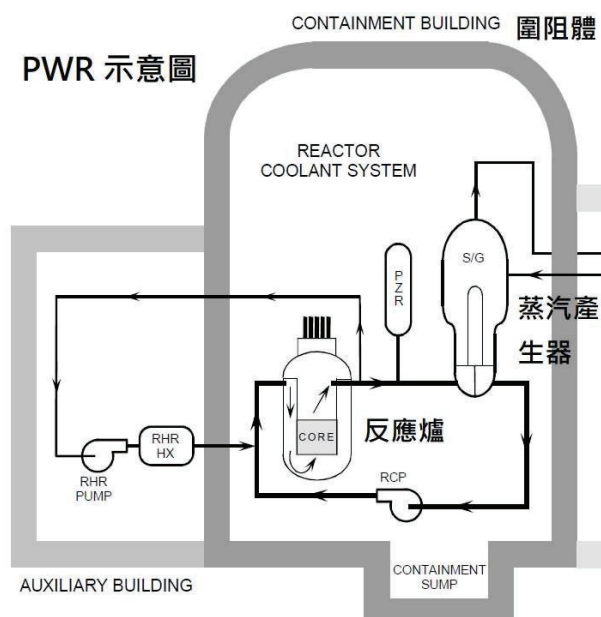 CONTAINMENT BUILDING 圍阻體
PWR 示意圖
REACTOR
COOLANT SYSTEM
PZR
S/G
蒸汽產
生器
CORE
反應爐
RHR
HX
RHR
PUMP
RCP
CONTAINMENT
SUMP
AUXILIARY BUILDING